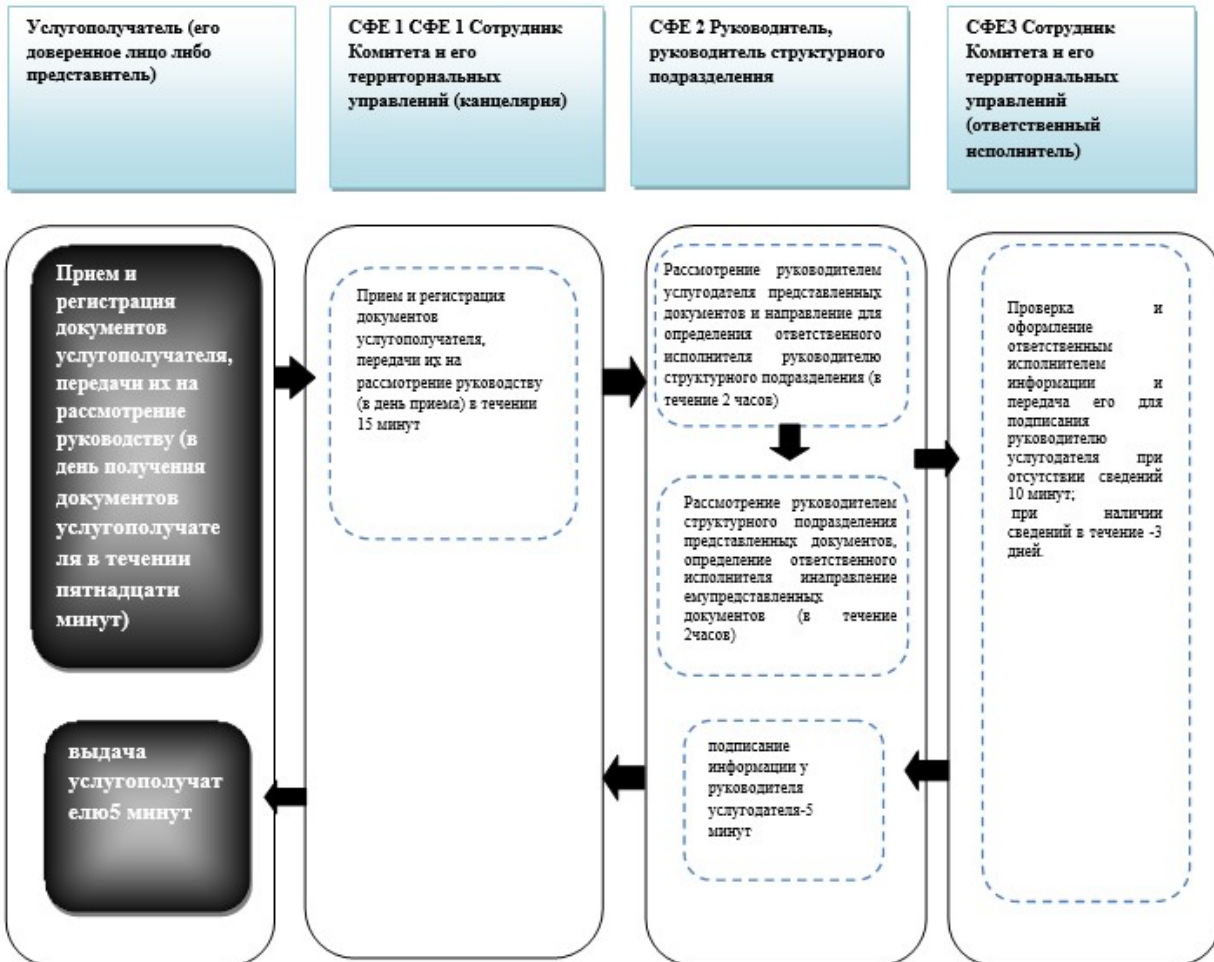 Услугополучатель (его
доверенное лицо либо
представитель)
СФЕ 1 СФЕ 1 Сотрудник
Комитета и его
территориальных
управлений (канцелярия)
СФЕ 2 Руководитель,
руководитель структурного
подразделения
СФЕ3 Сотрудник
Комитета и его
территориальных
управлений
(ответственный
исполнитель)
Прием и
регистрация
документов
услугополучателя,
передачи их на
рассмотрение
руководству (в
день получения
документов
услугополучате
ля в течении
пятнадцати
минут)
Прием и регистрация
документов
услугополучателя,
передачи их на
рассмотрение руководству
(в день приема) в течении
15 минут
Рассмотрение руководителем
услугодателя представленных
документов и направление для
определения ответственного
исполнителя руководителю
структурного подразделения (в
течение 2 часов)
Рассмотрение руководителем
структурного подразделения
представленных документов,
определение ответственного
исполнителя инаправление
емупредставленных
документов (в течение
2часов)
Проверка и
оформление
ответственным
исполнителем
информации и
передача его для
подписания
руководителю
услугодателя при
отсутствии сведений
10 минут;
при наличии
сведений в течение -3
дней.
выдача
услугополучат
елю5 минут
подписание
информации у
руководителя
услугодателя-5
минут